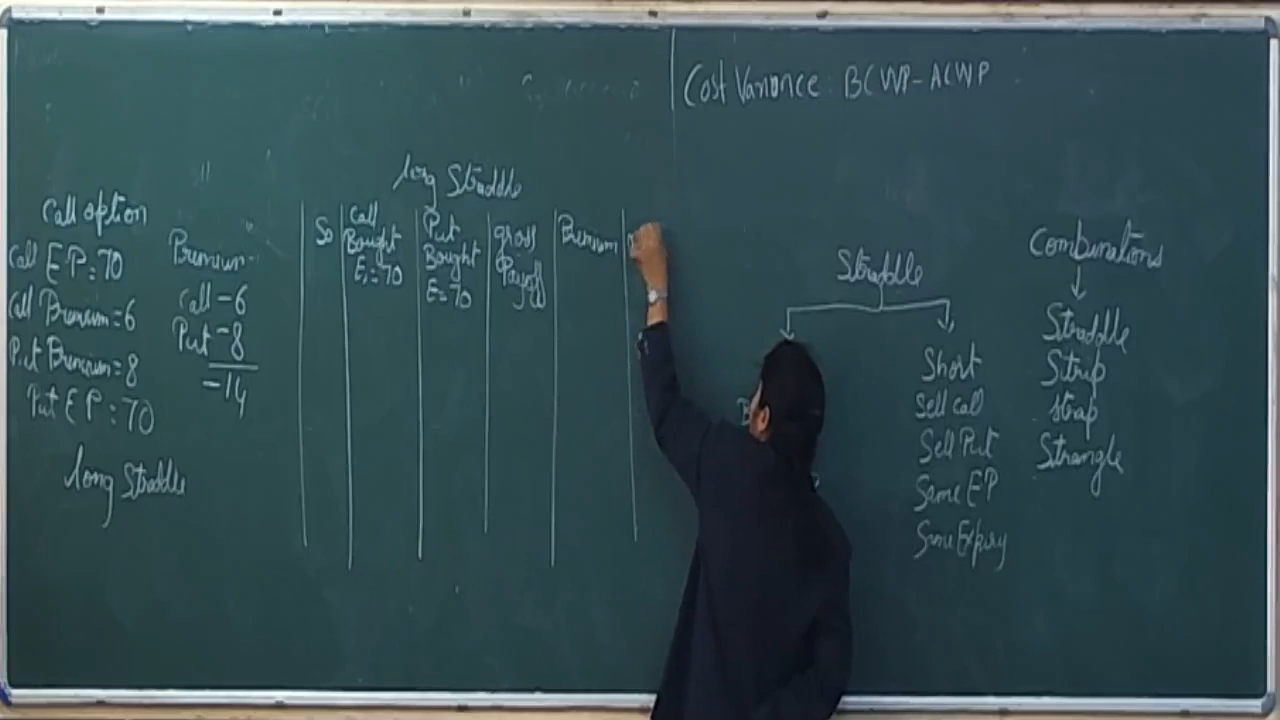 Cost Variance: BCWP-ACWP
long Straddle
Call option
Call EP=70
Call Premium=6
Put Premium=8
Put EP=70
long Straddle
Premium-
Call-6
Put-8
-14
So
Call
Bought
E=70
Put
Bought
E=70
gross
Payoff
Premium
Straddle
Short
Sell Call
Sell Put
Same EP
Same Expiry
Combinations
Straddle
Strip
Strap
Strangle